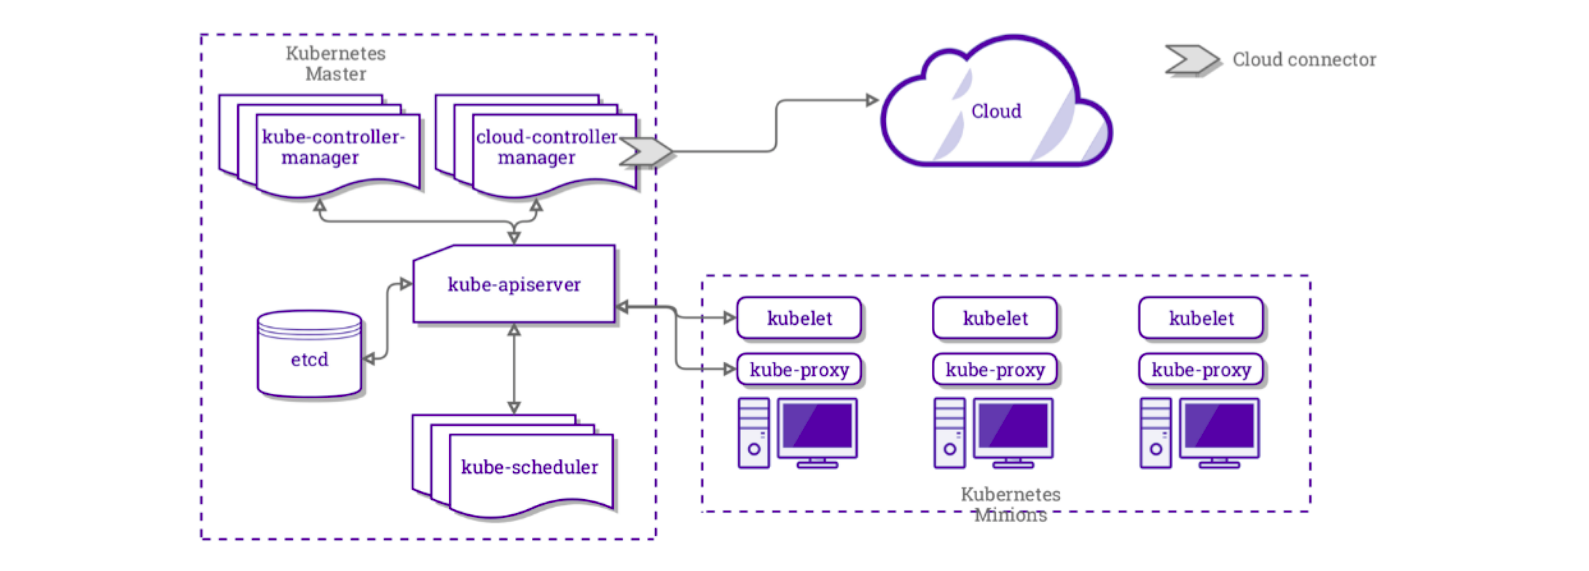 Kubernetes
Master
kube-controller-
manager
cloud-controller
manager
Cloud
Cloud connector
kube-apiserver
etcd
kube-scheduler
kubelet
kubelet
kubelet
kube-proxy
kube-proxy
kube-proxy
Kubernetes
Minions